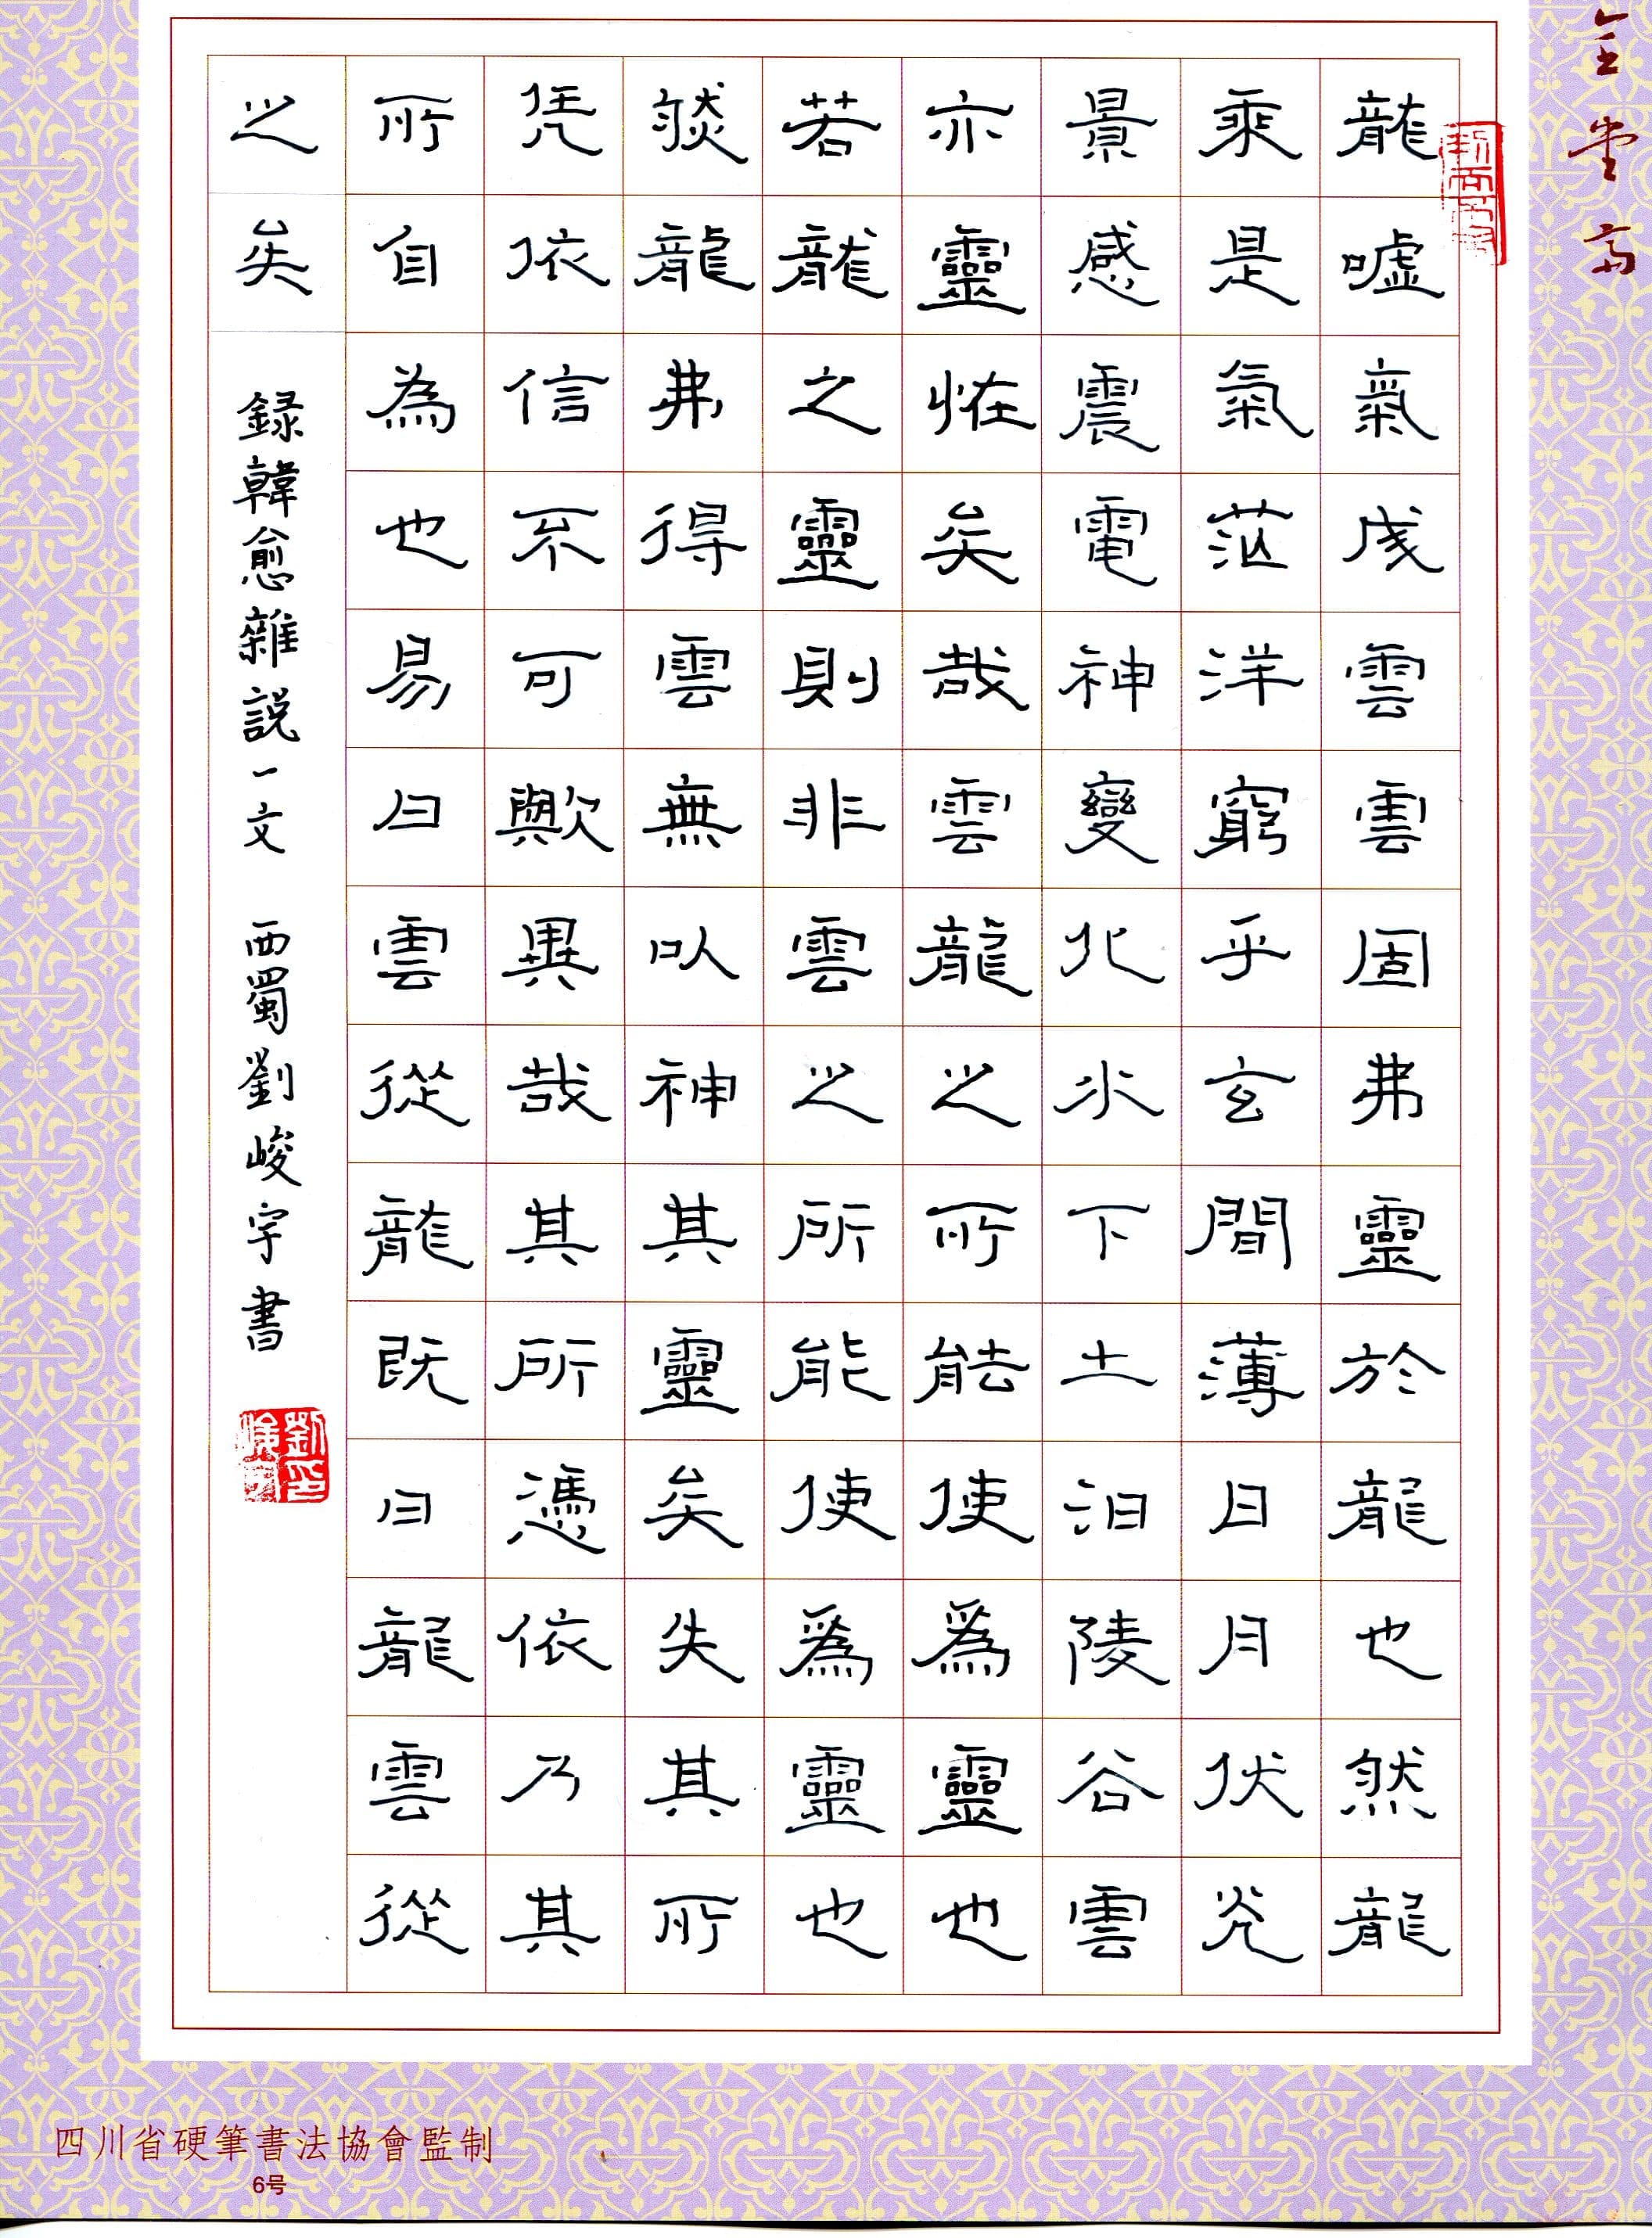 龍嘘氣成雲雲固弗靈於龍也然龍
乘是氣茫洋窮乎玄間薄日月伏光
景感震電神變化水下土汩陵谷雲
亦靈怪矣哉雲龍之所能使為靈也
若龍之靈則非雲之所能使為靈也
然龍弗得雲無以神其靈矣失其所
凭依信不可歟異哉其所憑依乃其
所自為也易曰雲從龍既曰龍雲從
之矣
録韓愈雜説一文 西蜀劉峻宇書
四川省硬筆書法協會監制
6号